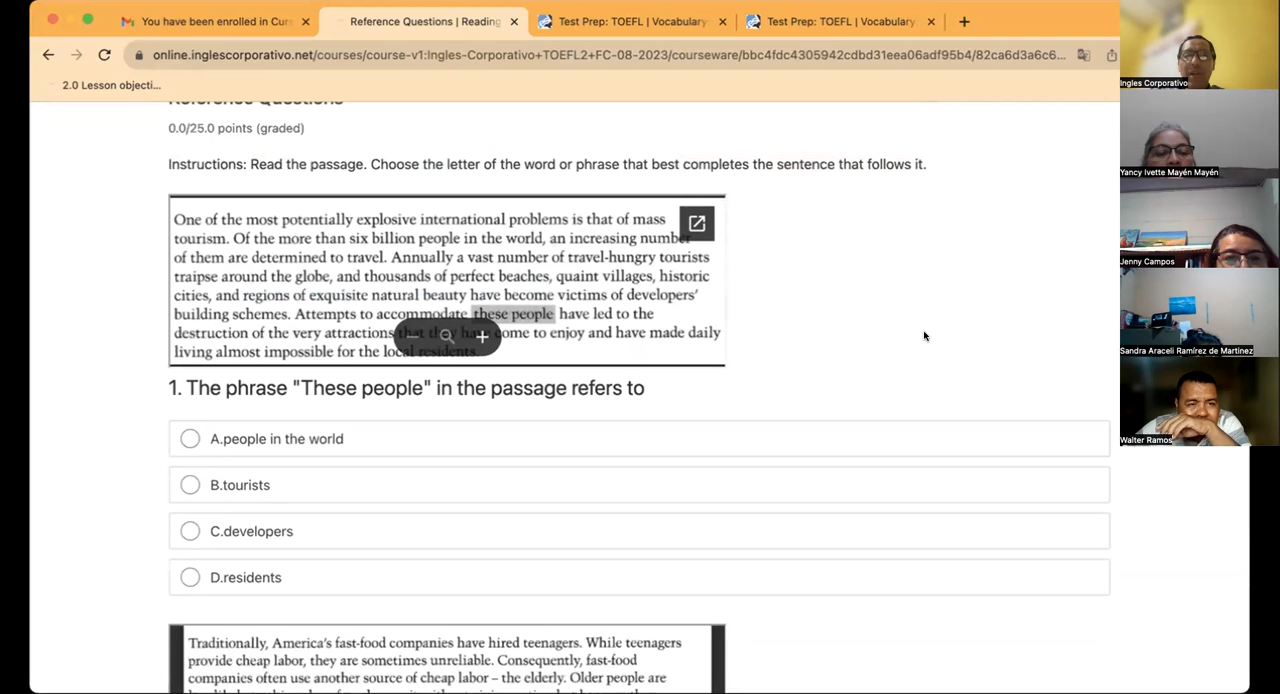 You have been enrolled in Cur
Reference Questions | Reading
Test Prep: TOEFL | Vocabulary
Test Prep: TOEFL | Vocabulary
online.inglescorporativo.net/courses/course-v1:Ingles-Corporativo+TOEFL2+FC-08-2023/courseware/bbc4fdc4305942cdbd31eea06adf95b4/82ca6d3a6c6...
2.0 Lesson objecti...
Reference Questions
0.0/25.0 points (graded)
Instructions: Read the passage. Choose the letter of the word or phrase that best completes the sentence that follows it.
One of the most potentially explosive international problems is that of mass
tourism. Of the more than six billion people in the world, an increasing number
of them are determined to travel. Annually a vast number of travel-hungry tourists
traipse around the globe, and thousands of perfect beaches, quaint villages, historic
cities, and regions of exquisite natural beauty have become victims of developers'
building schemes. Attempts to accommodate these people have led to the
destruction of the very attractions that they have come to enjoy and have made daily
living almost impossible for the local residents.
1. The phrase "These people" in the passage refers to
A.people in the world
B.tourists
C.developers
D.residents
Traditionally, America's fast-food companies have hired teenagers. While teenagers
provide cheap labor, they are sometimes unreliable. Consequently, fast-food
companies often use another source of cheap labor – the elderly. Older people are
Ingles Corporativo
Yancy Ivette Mayén Mayén
Jenny Campos
Sandra Araceli Ramírez de Martínez
Walter Ramos